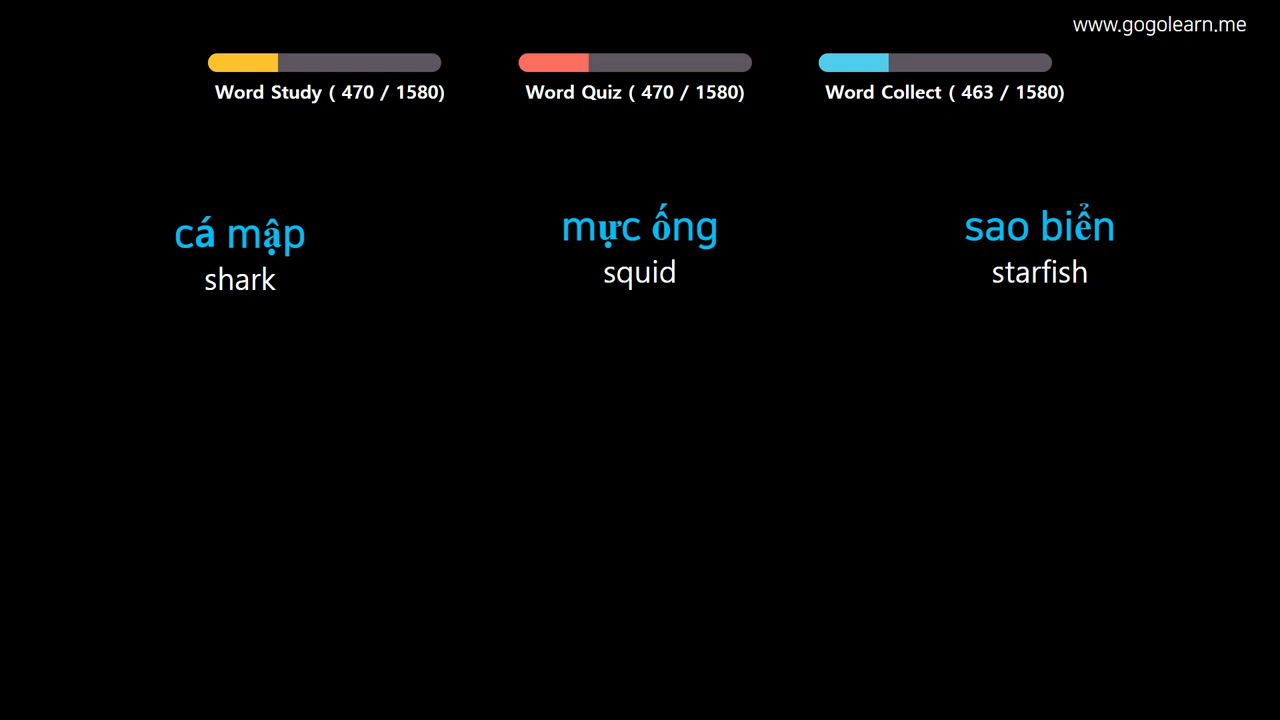 www.gogolearn.me
Word Study ( 470 / 1580)
Word Quiz ( 470 / 1580)
Word Collect ( 463 / 1580)
cá mập
shark
mực ống
squid
sao biển
starfish